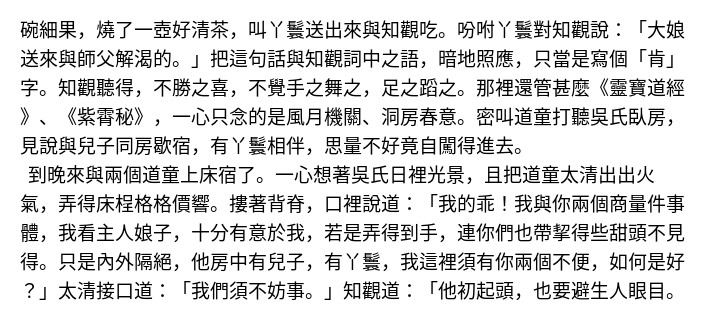 碗細果，燒了一壺好清茶，叫丫鬟送出來與知觀吃。吩咐丫鬟對知觀說：「大娘
送來與師父解渴的。」把這句話與知觀詞中之語，暗地照應，只當是寫個「肯」
字。知觀聽得，不勝之喜，不覺手之舞之，足之蹈之。那裡還管甚麼《靈寶道經
》、《紫霄秘》，一心只念的是風月機關、洞房春意。密叫道童打聽吳氏臥房，
見說與兒子同房歇宿，有丫鬟相伴，思量不好竟自闖得進去。
到晚來與兩個道童上床宿了。一心想著吳氏日裡光景，且把道童太清出出火
氣，弄得床桯格格價響。摟著背脊，口裡說道：「我的乖！我與你兩個商量件事
體，我看主人娘子，十分有意於我，若是弄得到手，連你們也帶挈得些甜頭不見
得。只是內外隔絕，他房中有兒子，有丫鬟，我這裡須有你兩個不便，如何是好
？」太清接口道：「我們須不妨事。」知觀道：「他初起頭，也要避生人眼目。